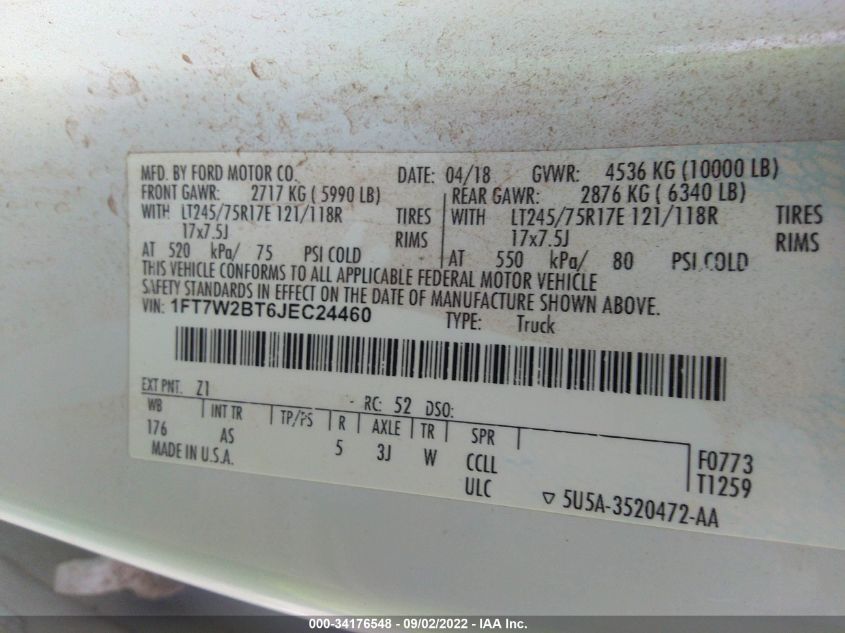 MFD. BY FORD MOTOR CO. DATE: 04/18 GVWR: 4536 KG (10000 LB)
FRONT GAWR: 2717 KG ( 5990 LB) REAR GAWR: 2876 KG ( 6340 LB)
WITH LT245/75R17E 121/118R TIRES WITH LT245/75R17E 121/118R TIRES
17x7.5J RIMS 17x7.5J RIMS
AT 520 kPa/ 75 PSI COLD AT 550 kPa/ 80 PSI COLD
THIS VEHICLE CONFORMS TO ALL APPLICABLE FEDERAL MOTOR VEHICLE
SAFETY STANDARDS IN EFFECT ON THE DATE OF MANUFACTURE SHOWN ABOVE.
VIN: 1FT7W2BT6JEC24460 TYPE: Truck
EXT PNT: Z1 RC: 52 DSO:
WB INT TR TP/PS R AXLE TR SPR
176 AS 5 3J W CCLL F0773
MADE IN U.S.A. ULC T1259
5U5A-3520472-AA
000-34176548 - 09/02/2022 - IAA Inc.